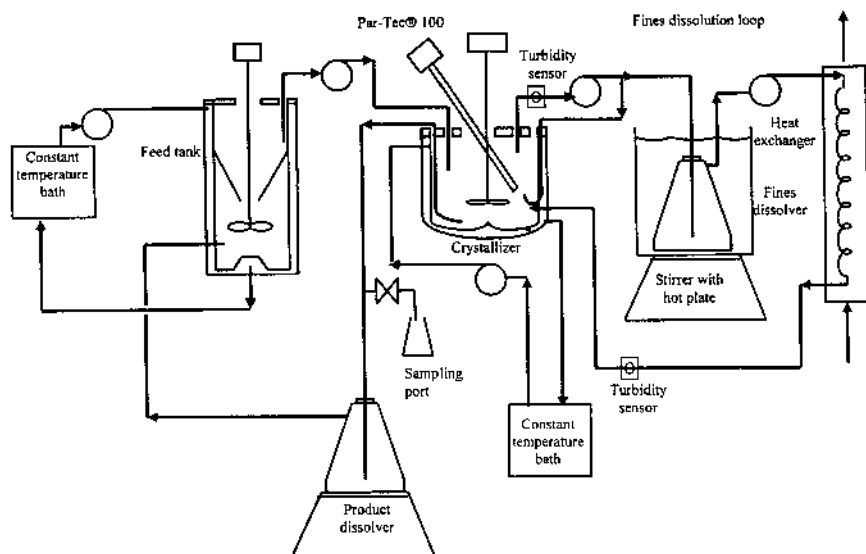 Par-Tec® 100
Fines dissolution loop
Turbidity
sensor
Feed tank
Constant
temperature
bath
Heat
exchanger
Fines
dissolver
Crystallizer
Stirrer with
hot plate
Sampling
port
Turbidity
sensor
Constant
temperature
bath
Product
dissolver